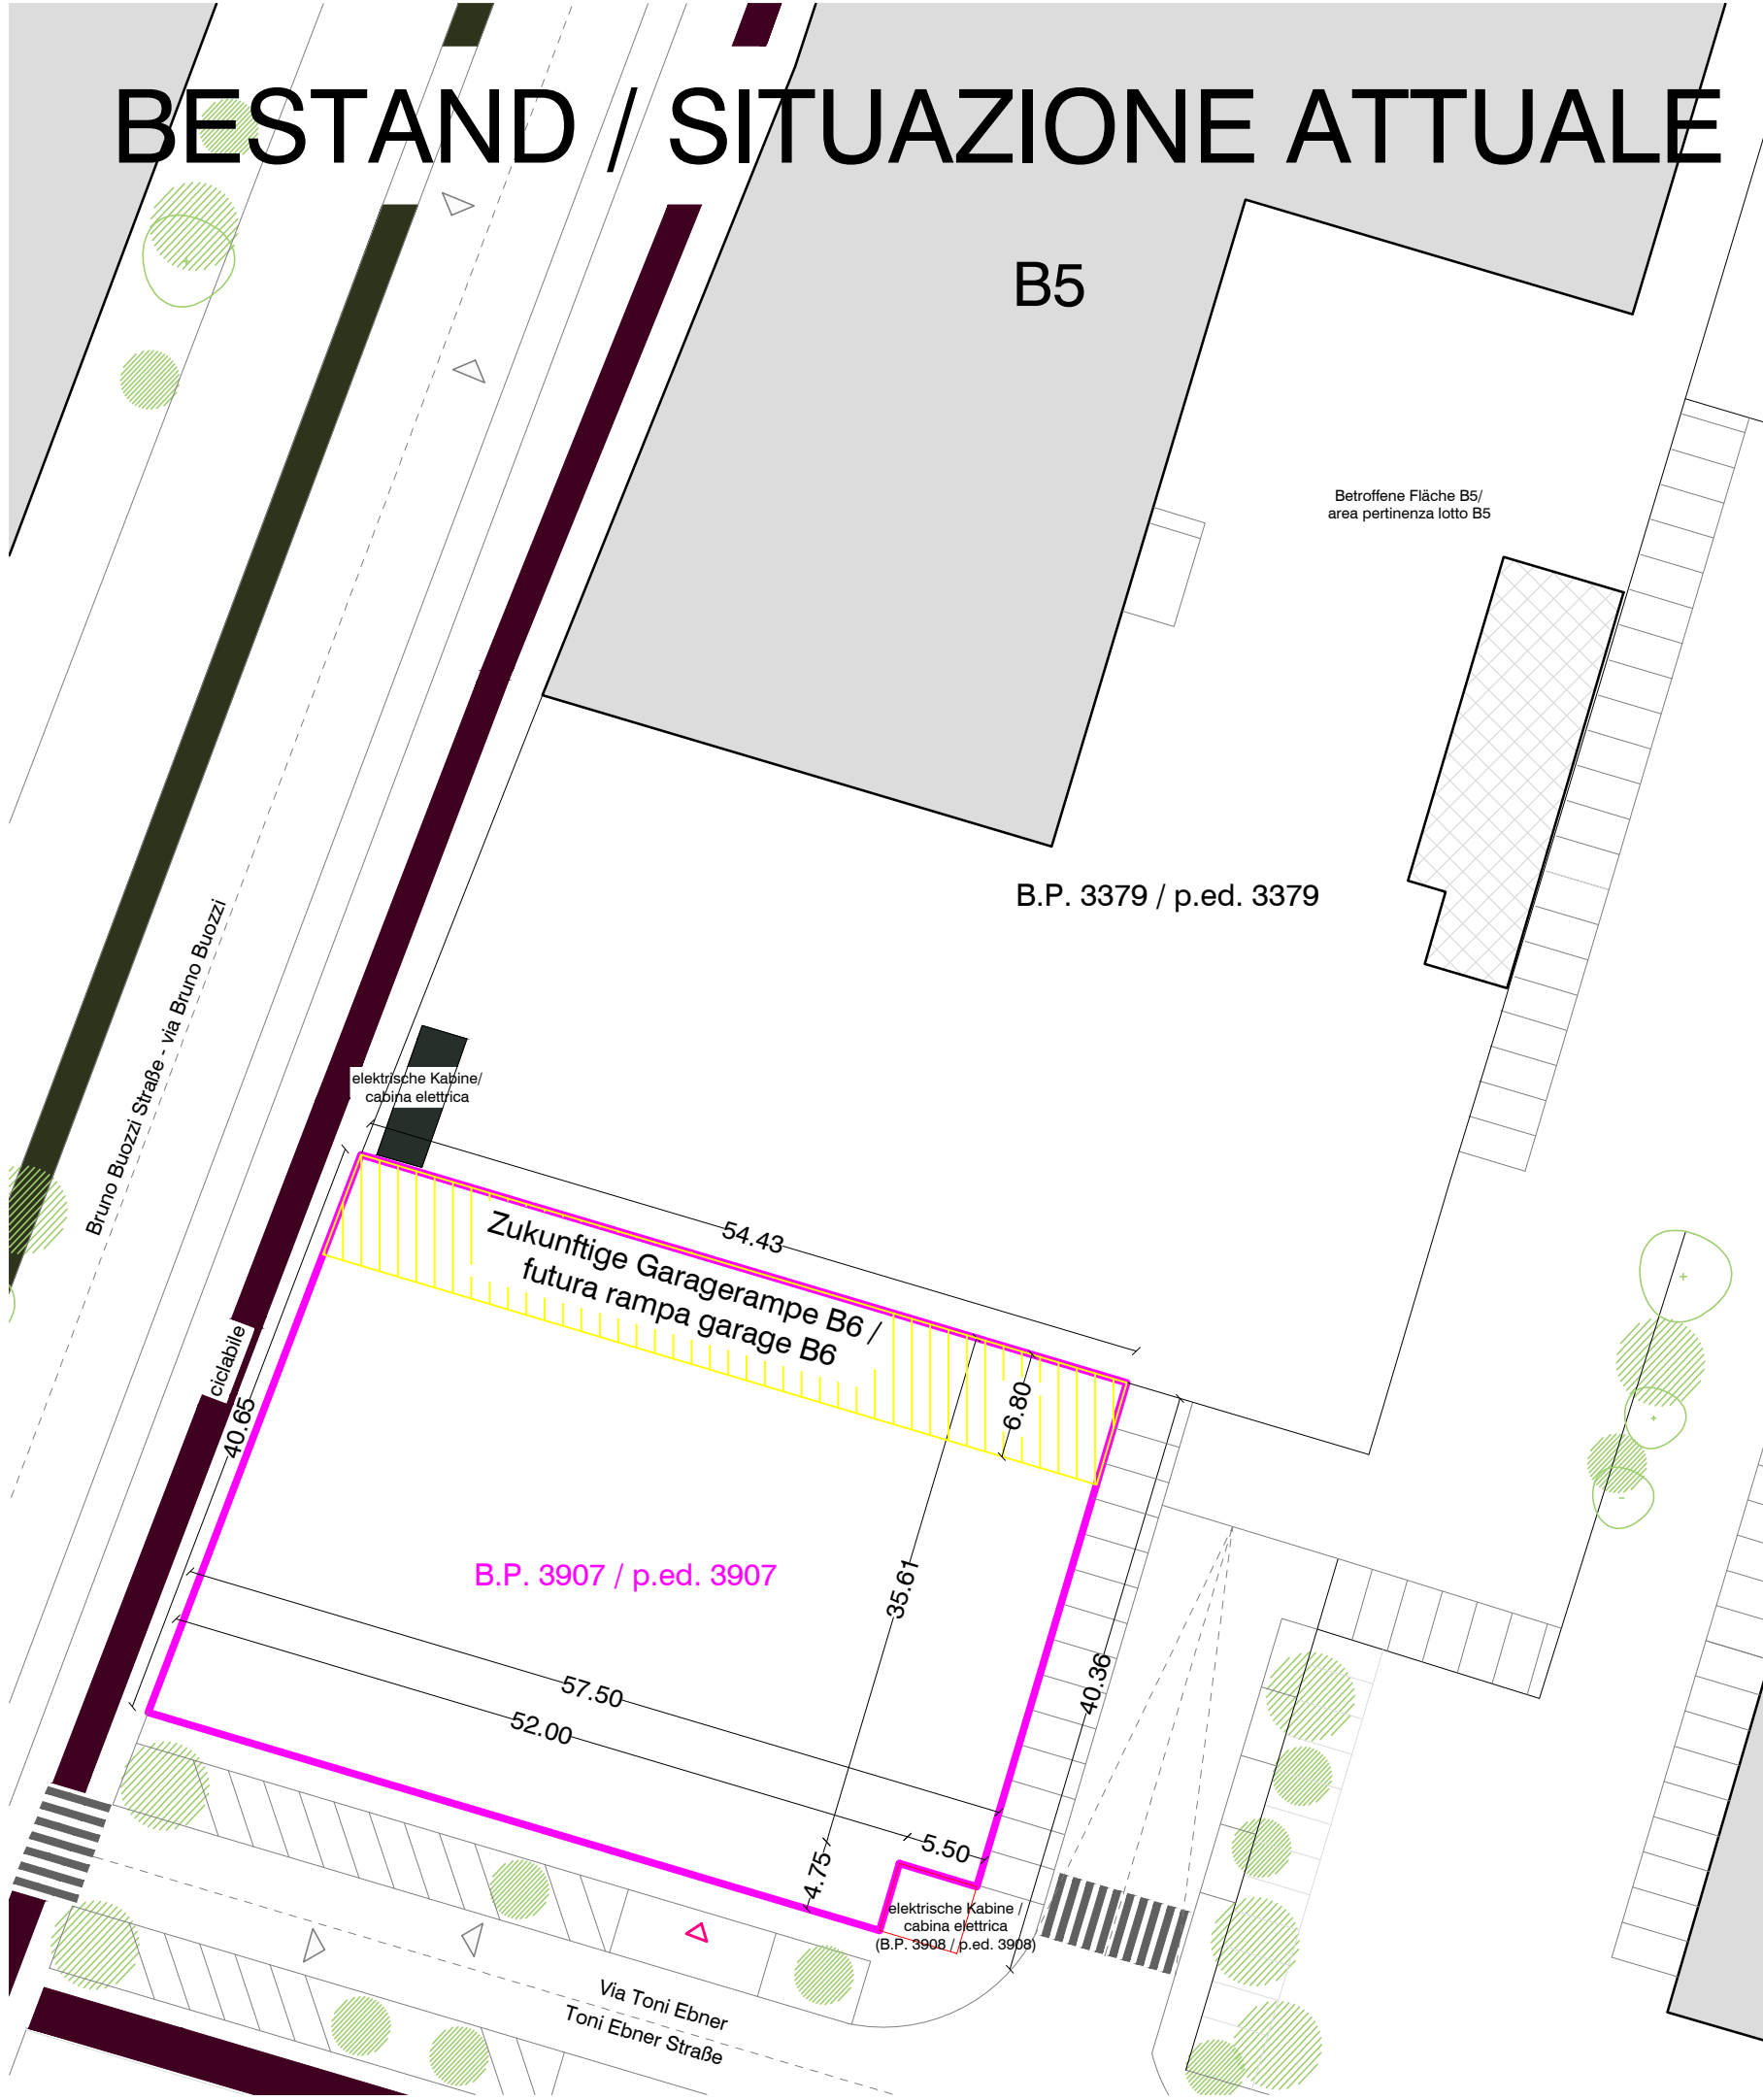 BESTAND / SITUAZIONE ATTUALE
B5
Betroffene Fläche B5/
area pertinenza lotto B5
B.P. 3379 / p.ed. 3379
Bruno Buozzi Straße - via Bruno Buozzi
elektrische Kabine/
cabina elettrica
54.43
Zukunftige Garagerampe B6 /
futura rampa garage B6
ciclabile
40.65
6.80
B.P. 3907 / p.ed. 3907
35.61
40.36
57.50
52.00
5.50
4.75
elektrische Kabine /
cabina elettrica
(B.P. 3908 / p.ed. 3908)
Via Toni Ebner
Toni Ebner Straße